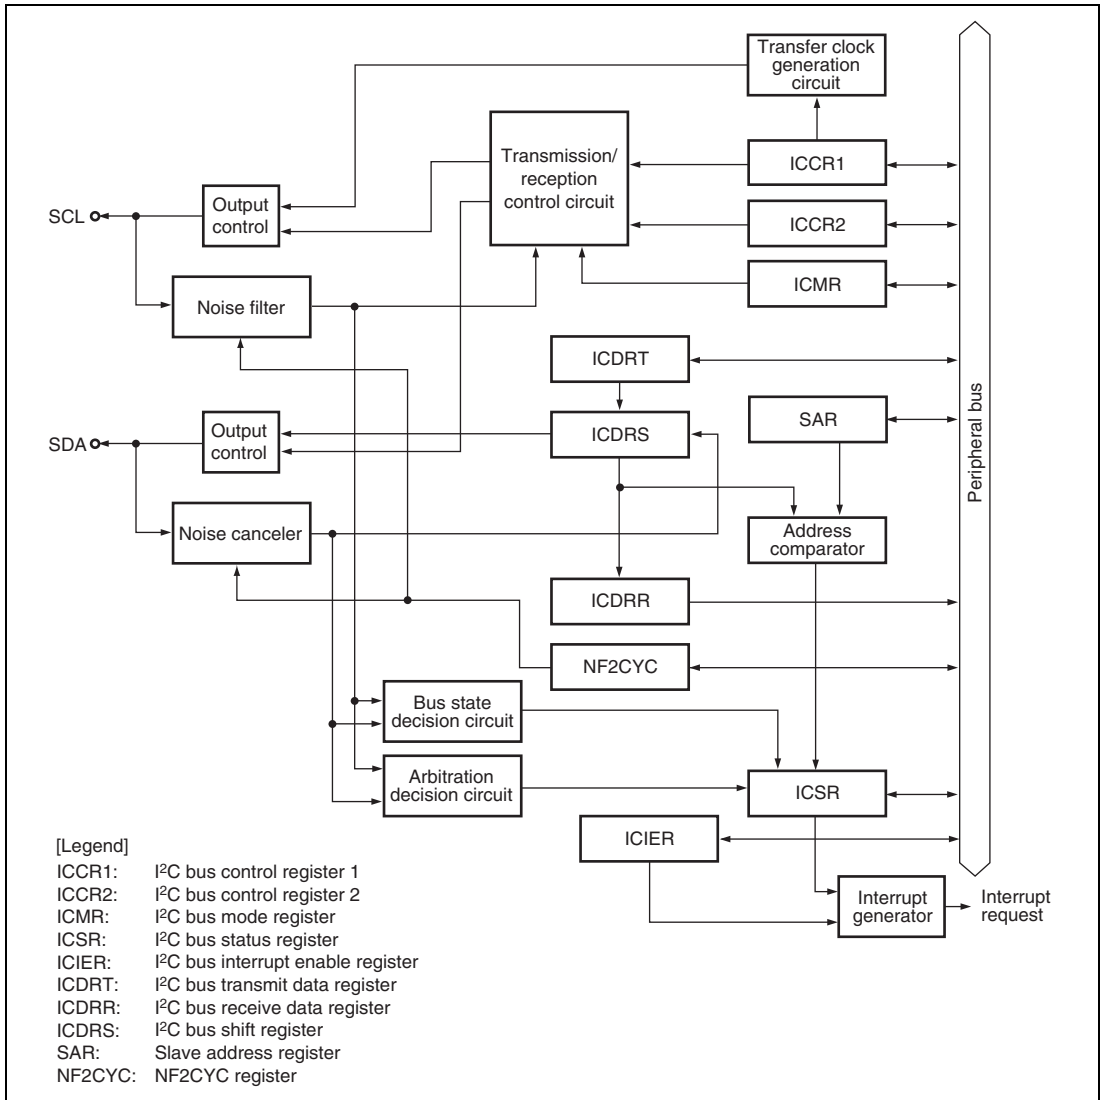 Transfer clock
generation
circuit
Transmission/
reception
control circuit
ICCR1
SCL
Output
control
ICCR2
ICMR
Noise filter
ICDRT
Peripheral bus
SAR
SDA
Output
control
ICDRS
Noise canceler
Address
comparator
ICDRR
NF2CYC
Bus state
decision circuit
Arbitration
decision circuit
ICSR
ICIER
Interrupt
generator
Interrupt
request
[Legend]
ICCR1: I²C bus control register 1
ICCR2: I²C bus control register 2
ICMR: I²C bus mode register
ICSR: I²C bus status register
ICIER: I²C bus interrupt enable register
ICDRT: I²C bus transmit data register
ICDRR: I²C bus receive data register
ICDRS: I²C bus shift register
SAR: Slave address register
NF2CYC: NF2CYC register